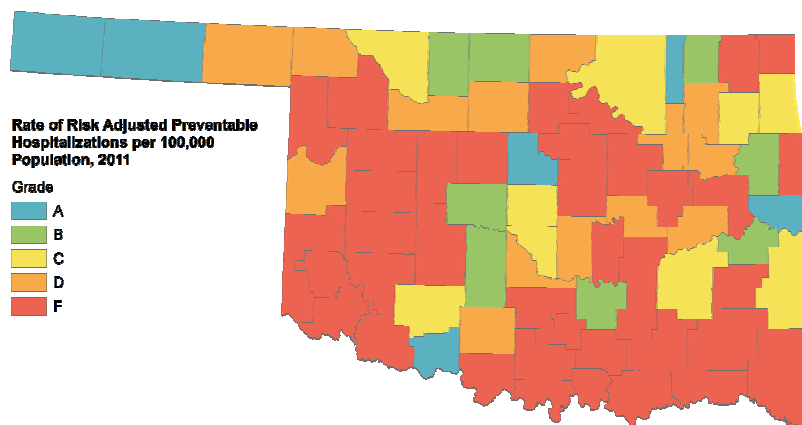 Rate of Risk Adjusted Preventable
Hospitalizations per 100,000
Population, 2011
Grade
A
B
C
D
F